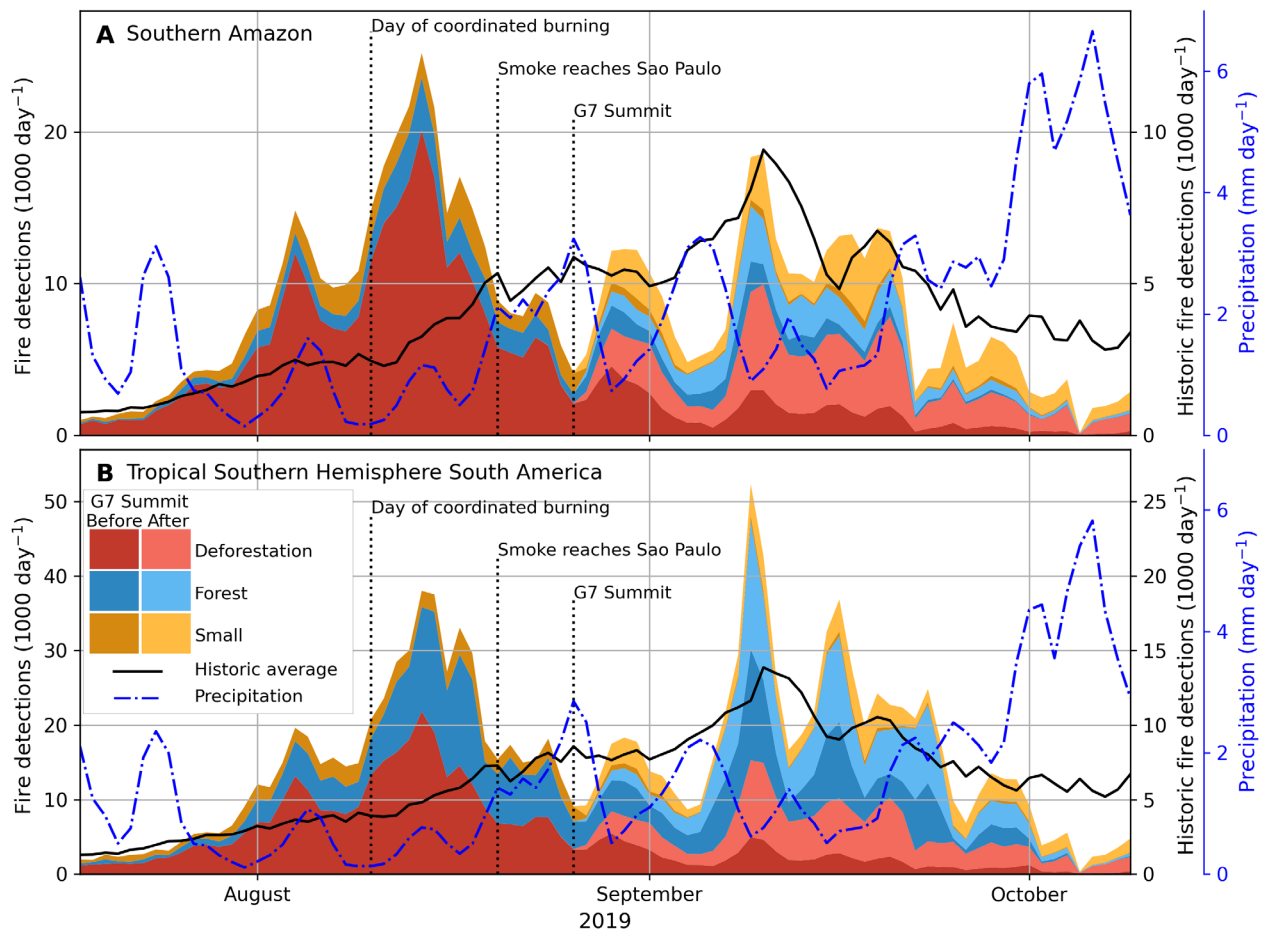 A Southern Amazon
Day of coordinated burning
Smoke reaches Sao Paulo
G7 Summit
Fire detections (1000 day⁻¹)
0
10
20
Historic fire detections (1000 day⁻¹)
0
5
10
Precipitation (mm day⁻¹)
0
2
4
6
B Tropical Southern Hemisphere South America
Day of coordinated burning
Smoke reaches Sao Paulo
G7 Summit
G7 Summit
Before After
Deforestation
Forest
Small
Historic average
Precipitation
Fire detections (1000 day⁻¹)
0
10
20
30
40
50
Historic fire detections (1000 day⁻¹)
0
5
10
15
20
25
Precipitation (mm day⁻¹)
0
2
4
6
August
September
October
2019